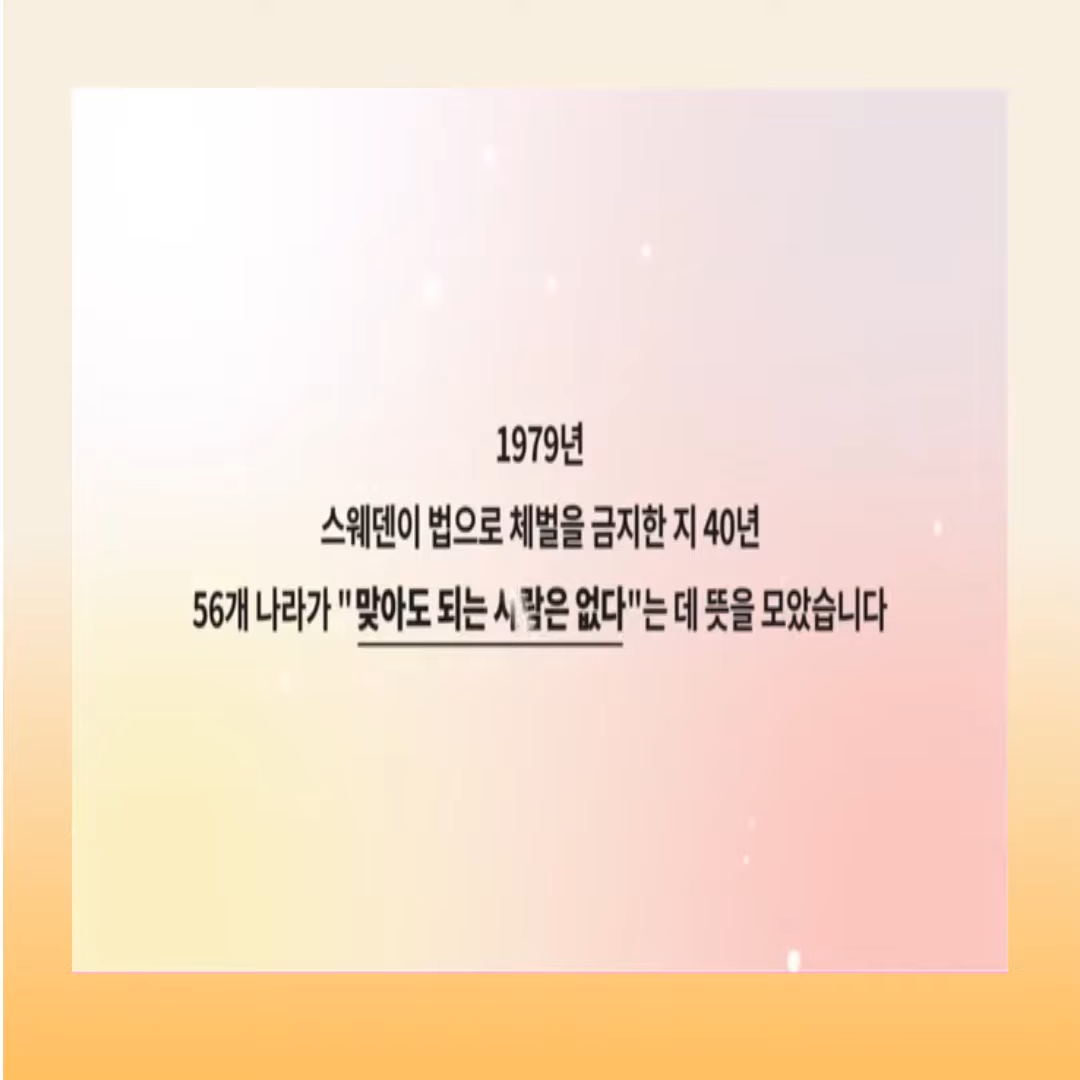 1979년
스웨덴이 법으로 체벌을 금지한 지 40년
56개 나라가 "맞아도 되는 사람은 없다"는 데 뜻을 모았습니다